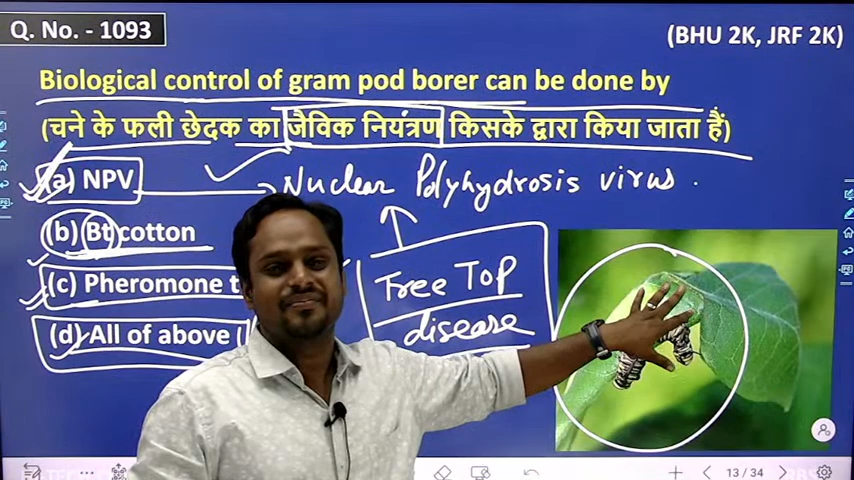 Q. No. - 1093
(BHU 2K, JRF 2K)
Biological control of gram pod borer can be done by
(चने के फली छेदक का जैविक नियंत्रण किसके द्वारा किया जाता हैं)
(a) NPV
Nuclear Polyhydrosis virus.
(b) Bt cotton
(c) Pheromone t
(d) All of above (
Free Top
disease
13 / 34